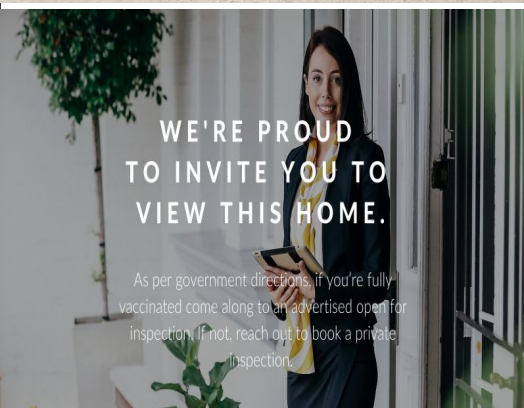 WE'RE PROUD
TO INVITE YOU TO
VIEW THIS HOME.
As per government directions, if you're fully
vaccinated come along to an advertised open for
inspection. If not, reach out to book a private
inspection.